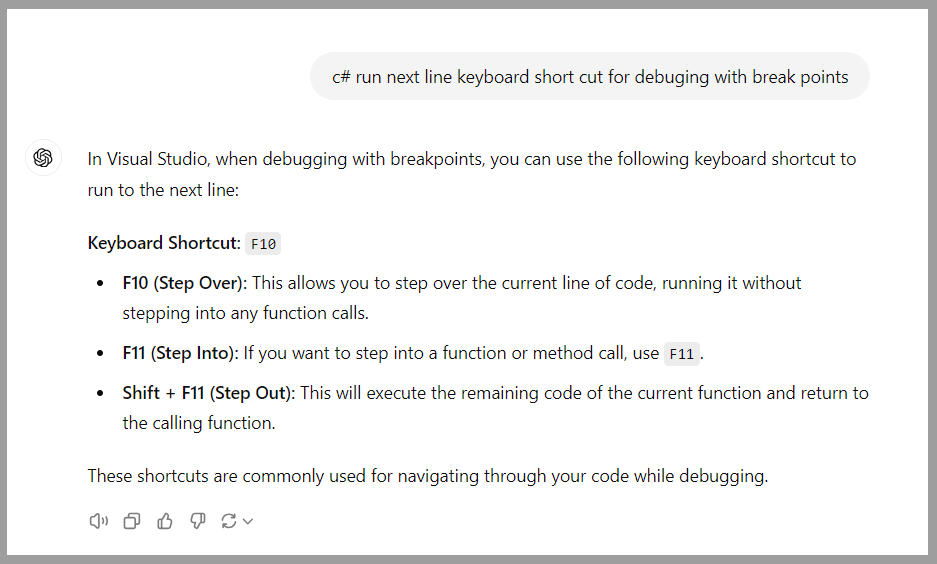 c# run next line keyboard short cut for debuging with break points
In Visual Studio, when debugging with breakpoints, you can use the following keyboard shortcut to
run to the next line:
Keyboard Shortcut: F10
• F10 (Step Over): This allows you to step over the current line of code, running it without
stepping into any function calls.
• F11 (Step Into): If you want to step into a function or method call, use F11 .
• Shift + F11 (Step Out): This will execute the remaining code of the current function and return to
the calling function.
These shortcuts are commonly used for navigating through your code while debugging.